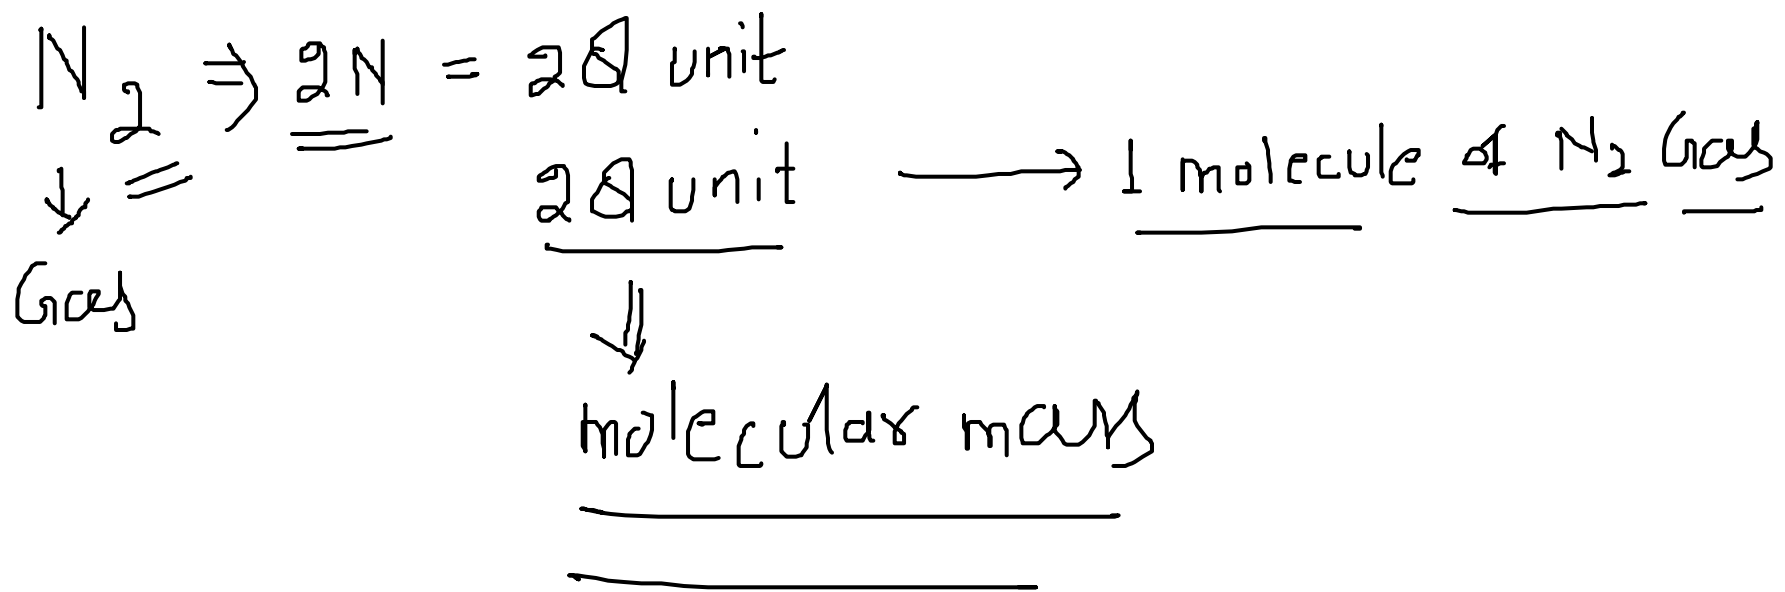 N₂ ⇒ 2N = 28 unit
28 unit → 1 molecule of N₂ Gas
↓
Gas
⇓
molecular mass